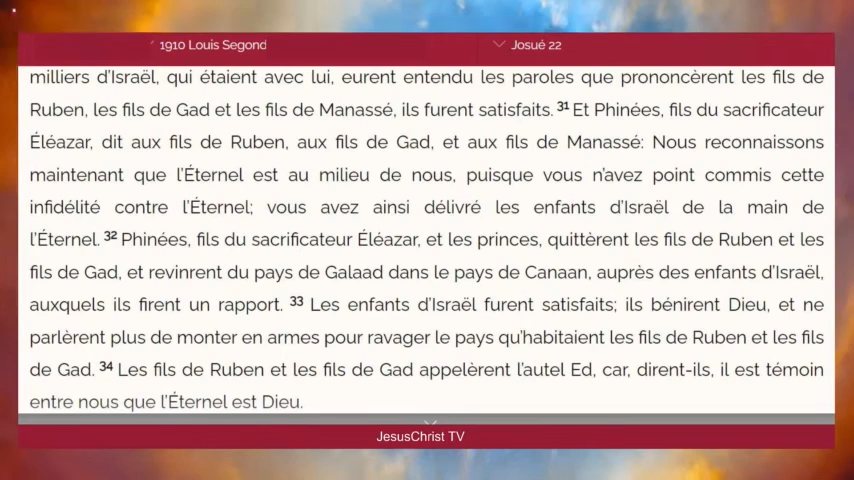 1910 Louis Segond
Josué 22
milliers d'Israël, qui étaient avec lui, eurent entendu les paroles que prononcèrent les fils de
Ruben, les fils de Gad et les fils de Manassé, ils furent satisfaits. 31 Et Phinées, fils du sacrificateur
Éléazar, dit aux fils de Ruben, aux fils de Gad, et aux fils de Manassé: Nous reconnaissons
maintenant que l'Éternel est au milieu de nous, puisque vous n'avez point commis cette
infidélité contre l'Éternel; vous avez ainsi délivré les enfants d'Israël de la main de
l'Éternel. 32 Phinées, fils du sacrificateur Éléazar, et les princes, quittèrent les fils de Ruben et les
fils de Gad, et revinrent du pays de Galaad dans le pays de Canaan, auprès des enfants d'Israël,
auxquels ils firent un rapport. 33 Les enfants d'Israël furent satisfaits; ils bénirent Dieu, et ne
parlèrent plus de monter en armes pour ravager le pays qu'habitaient les fils de Ruben et les fils
de Gad. 34 Les fils de Ruben et les fils de Gad appelèrent l'autel Ed, car, dirent-ils, il est témoin
entre nous que l'Éternel est Dieu.
JesusChrist TV